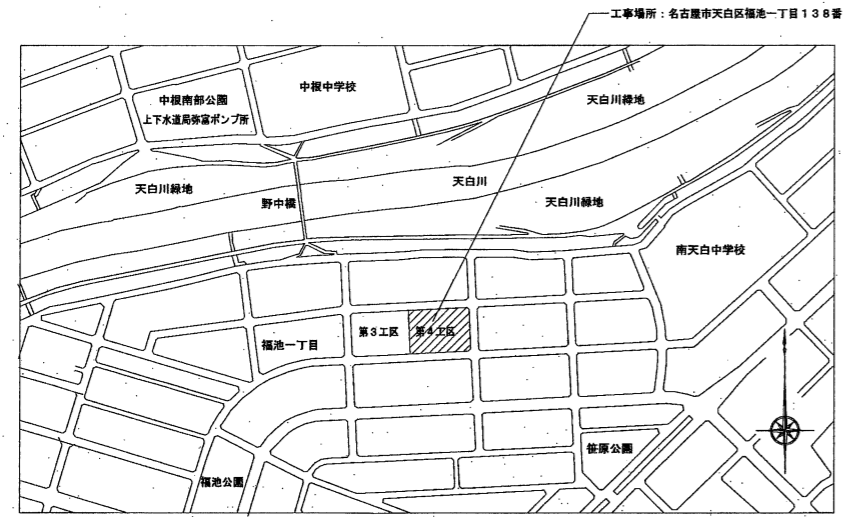 工事場所：名古屋市天白区福池一丁目138番
中根中学校
中根南部公園
上下水道局弥富ポンプ所
天白川緑地
天白川緑地
天白川
野中橋
天白川緑地
南天白中学校
第3工区
第4工区
福池一丁目
笹原公園
福池公園